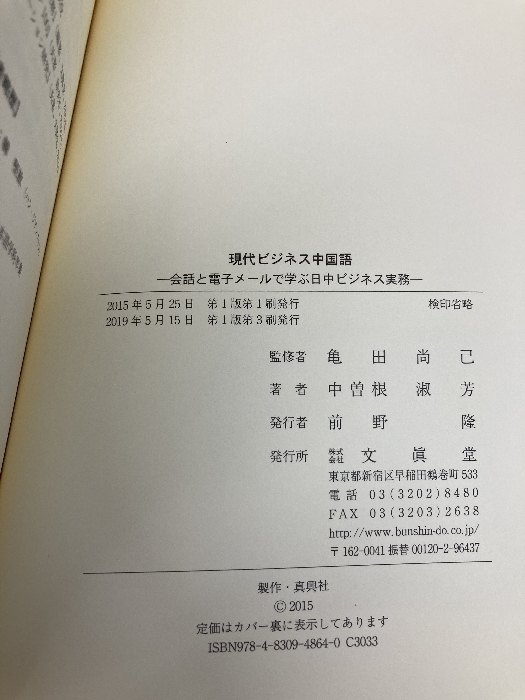 現代ビジネス中国語
―会話と電子メールで学ぶ日中ビジネス実務―
2015年5月25日 第1版第1刷発行 検印省略
2019年5月15日 第1版第3刷発行
監修者 亀田尚己
著者 中曽根淑芳
発行者 前野隆
発行所 株式会社 文眞堂
東京都新宿区早稲田鶴巻町533
電話 03(3202)8480
FAX 03(3203)2638
http://www.bunshin-do.co.jp/
〒162-0041 振替00120-2-96437
製作・真興社
©2015
定価はカバー裏に表示してあります
ISBN978-4-8309-4864-0 C3033